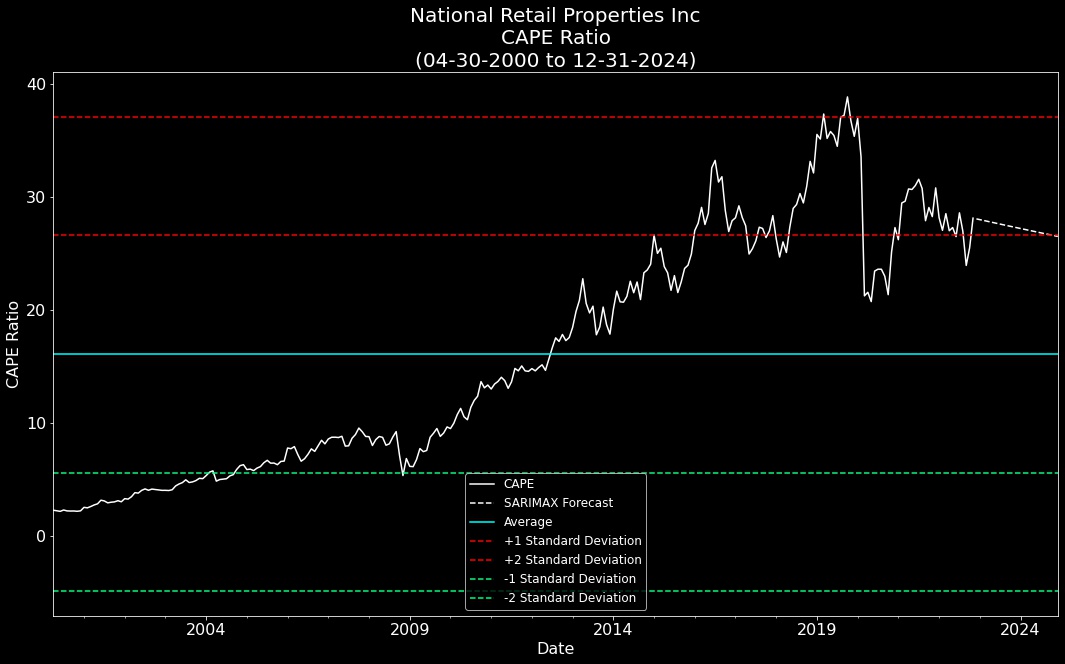 National Retail Properties Inc
CAPE Ratio
(04-30-2000 to 12-31-2024)
40
30
20
10
0
CAPE Ratio
CAPE
SARIMAX Forecast
Average
+1 Standard Deviation
+2 Standard Deviation
-1 Standard Deviation
-2 Standard Deviation
2004
2009
2014
2019
2024
Date